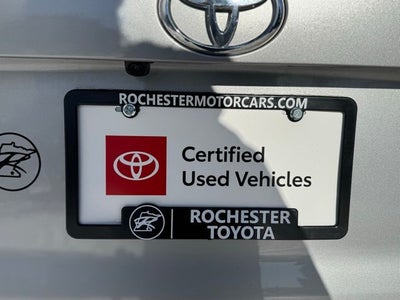 ROCHESTERMOTORCARS.COM
Certified
Used Vehicles
ROCHESTER
TOYOTA